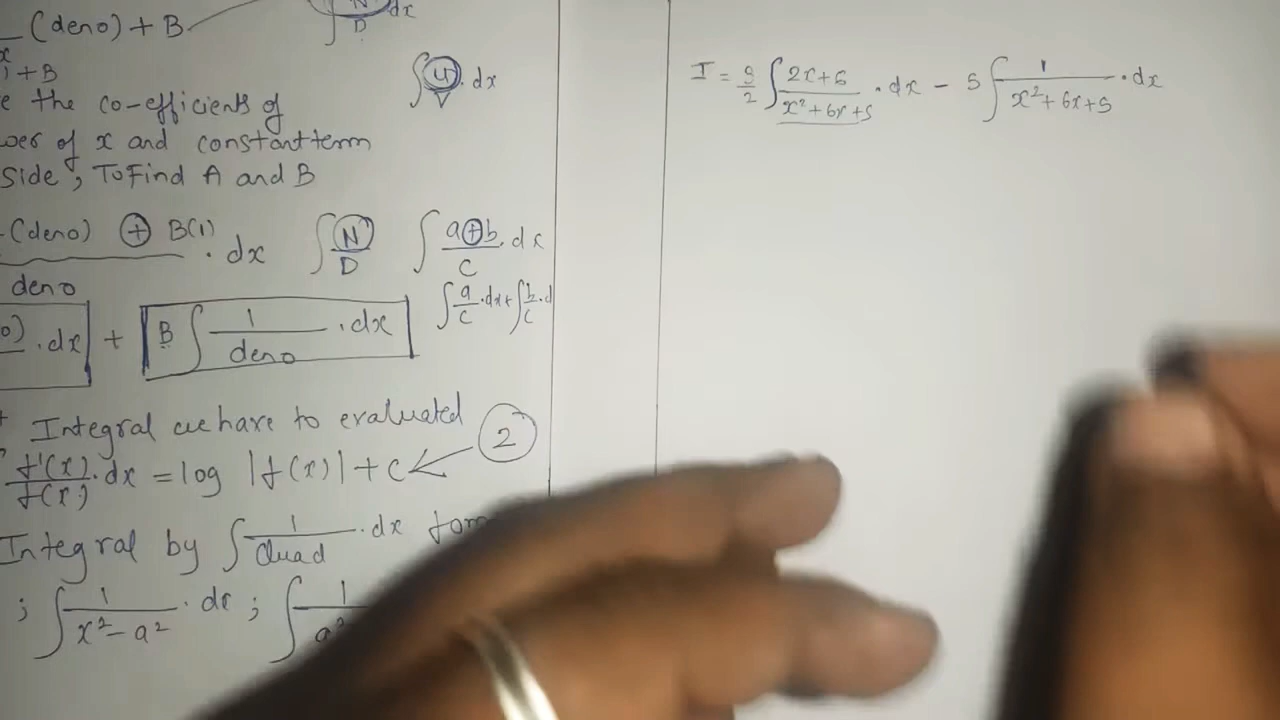 (deno) + B
∫ N/D dx
x
1 + B
∫ u/v . dx
e the co-efficients of
wer of x and constant term
side, To Find A and B
(deno) + B(1) . dx
deno
∫ N/D
∫ a+b/c . dx
∫ a/c . dx + ∫ b/c . d
o) . dx + B ∫ 1/deno . dx
Integral we have to evaluated
∫ f'(x)/f(x) . dx = log |f(x)| + c ← 2
Integral by ∫ 1/Quad . dx for
; ∫ 1/x²-a² . dx ; ∫ 1/a²
I = 9/2 ∫ 2x+6/x²+6x+5 . dx - 5 ∫ 1/x²+6x+5 . dx